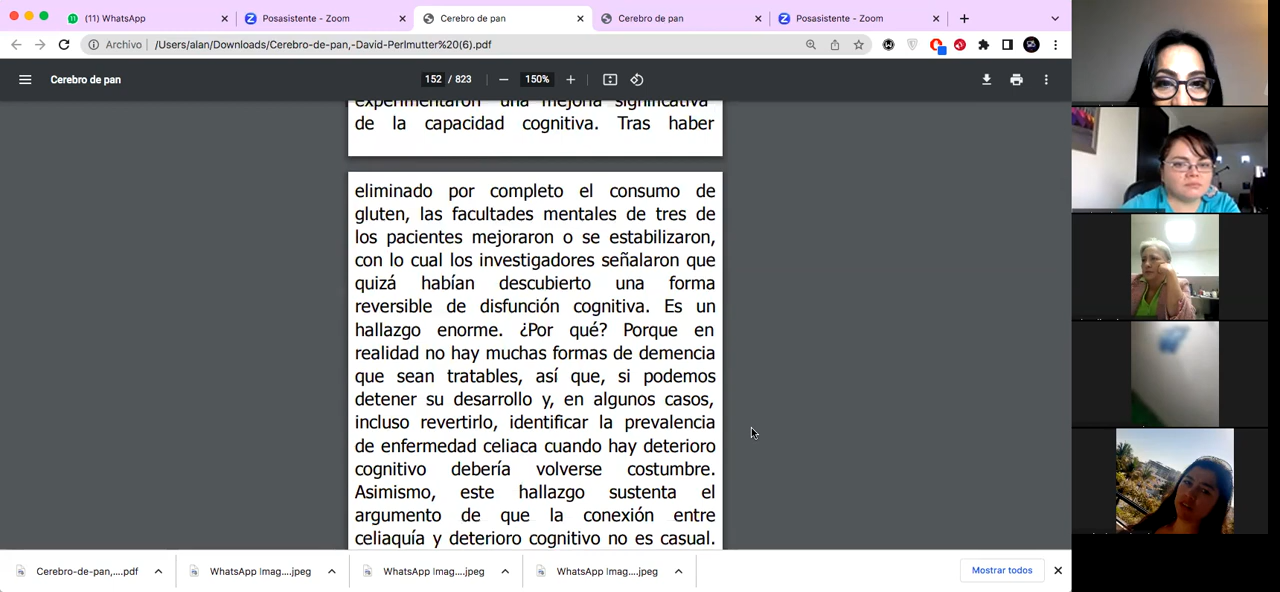 (11) WhatsApp
Posasistente - Zoom
Cerebro de pan
Cerebro de pan
Posasistente - Zoom
Archivo
/Users/alan/Downloads/Cerebro-de-pan,-David-Perlmutter%20(6).pdf
Cerebro de pan
152 / 823
150%
experimentaron una mejoría significativa
de la capacidad cognitiva. Tras haber
eliminado por completo el consumo de
gluten, las facultades mentales de tres de
los pacientes mejoraron o se estabilizaron,
con lo cual los investigadores señalaron que
quizá habían descubierto una forma
reversible de disfunción cognitiva. Es un
hallazgo enorme. ¿Por qué? Porque en
realidad no hay muchas formas de demencia
que sean tratables, así que, si podemos
detener su desarrollo y, en algunos casos,
incluso revertirlo, identificar la prevalencia
de enfermedad celiaca cuando hay deterioro
cognitivo debería volverse costumbre.
Asimismo, este hallazgo sustenta el
argumento de que la conexión entre
celiaquía y deterioro cognitivo no es casual.
Cerebro-de-pan,....pdf
WhatsApp Imag....jpeg
WhatsApp Imag....jpeg
WhatsApp Imag....jpeg
Mostrar todos